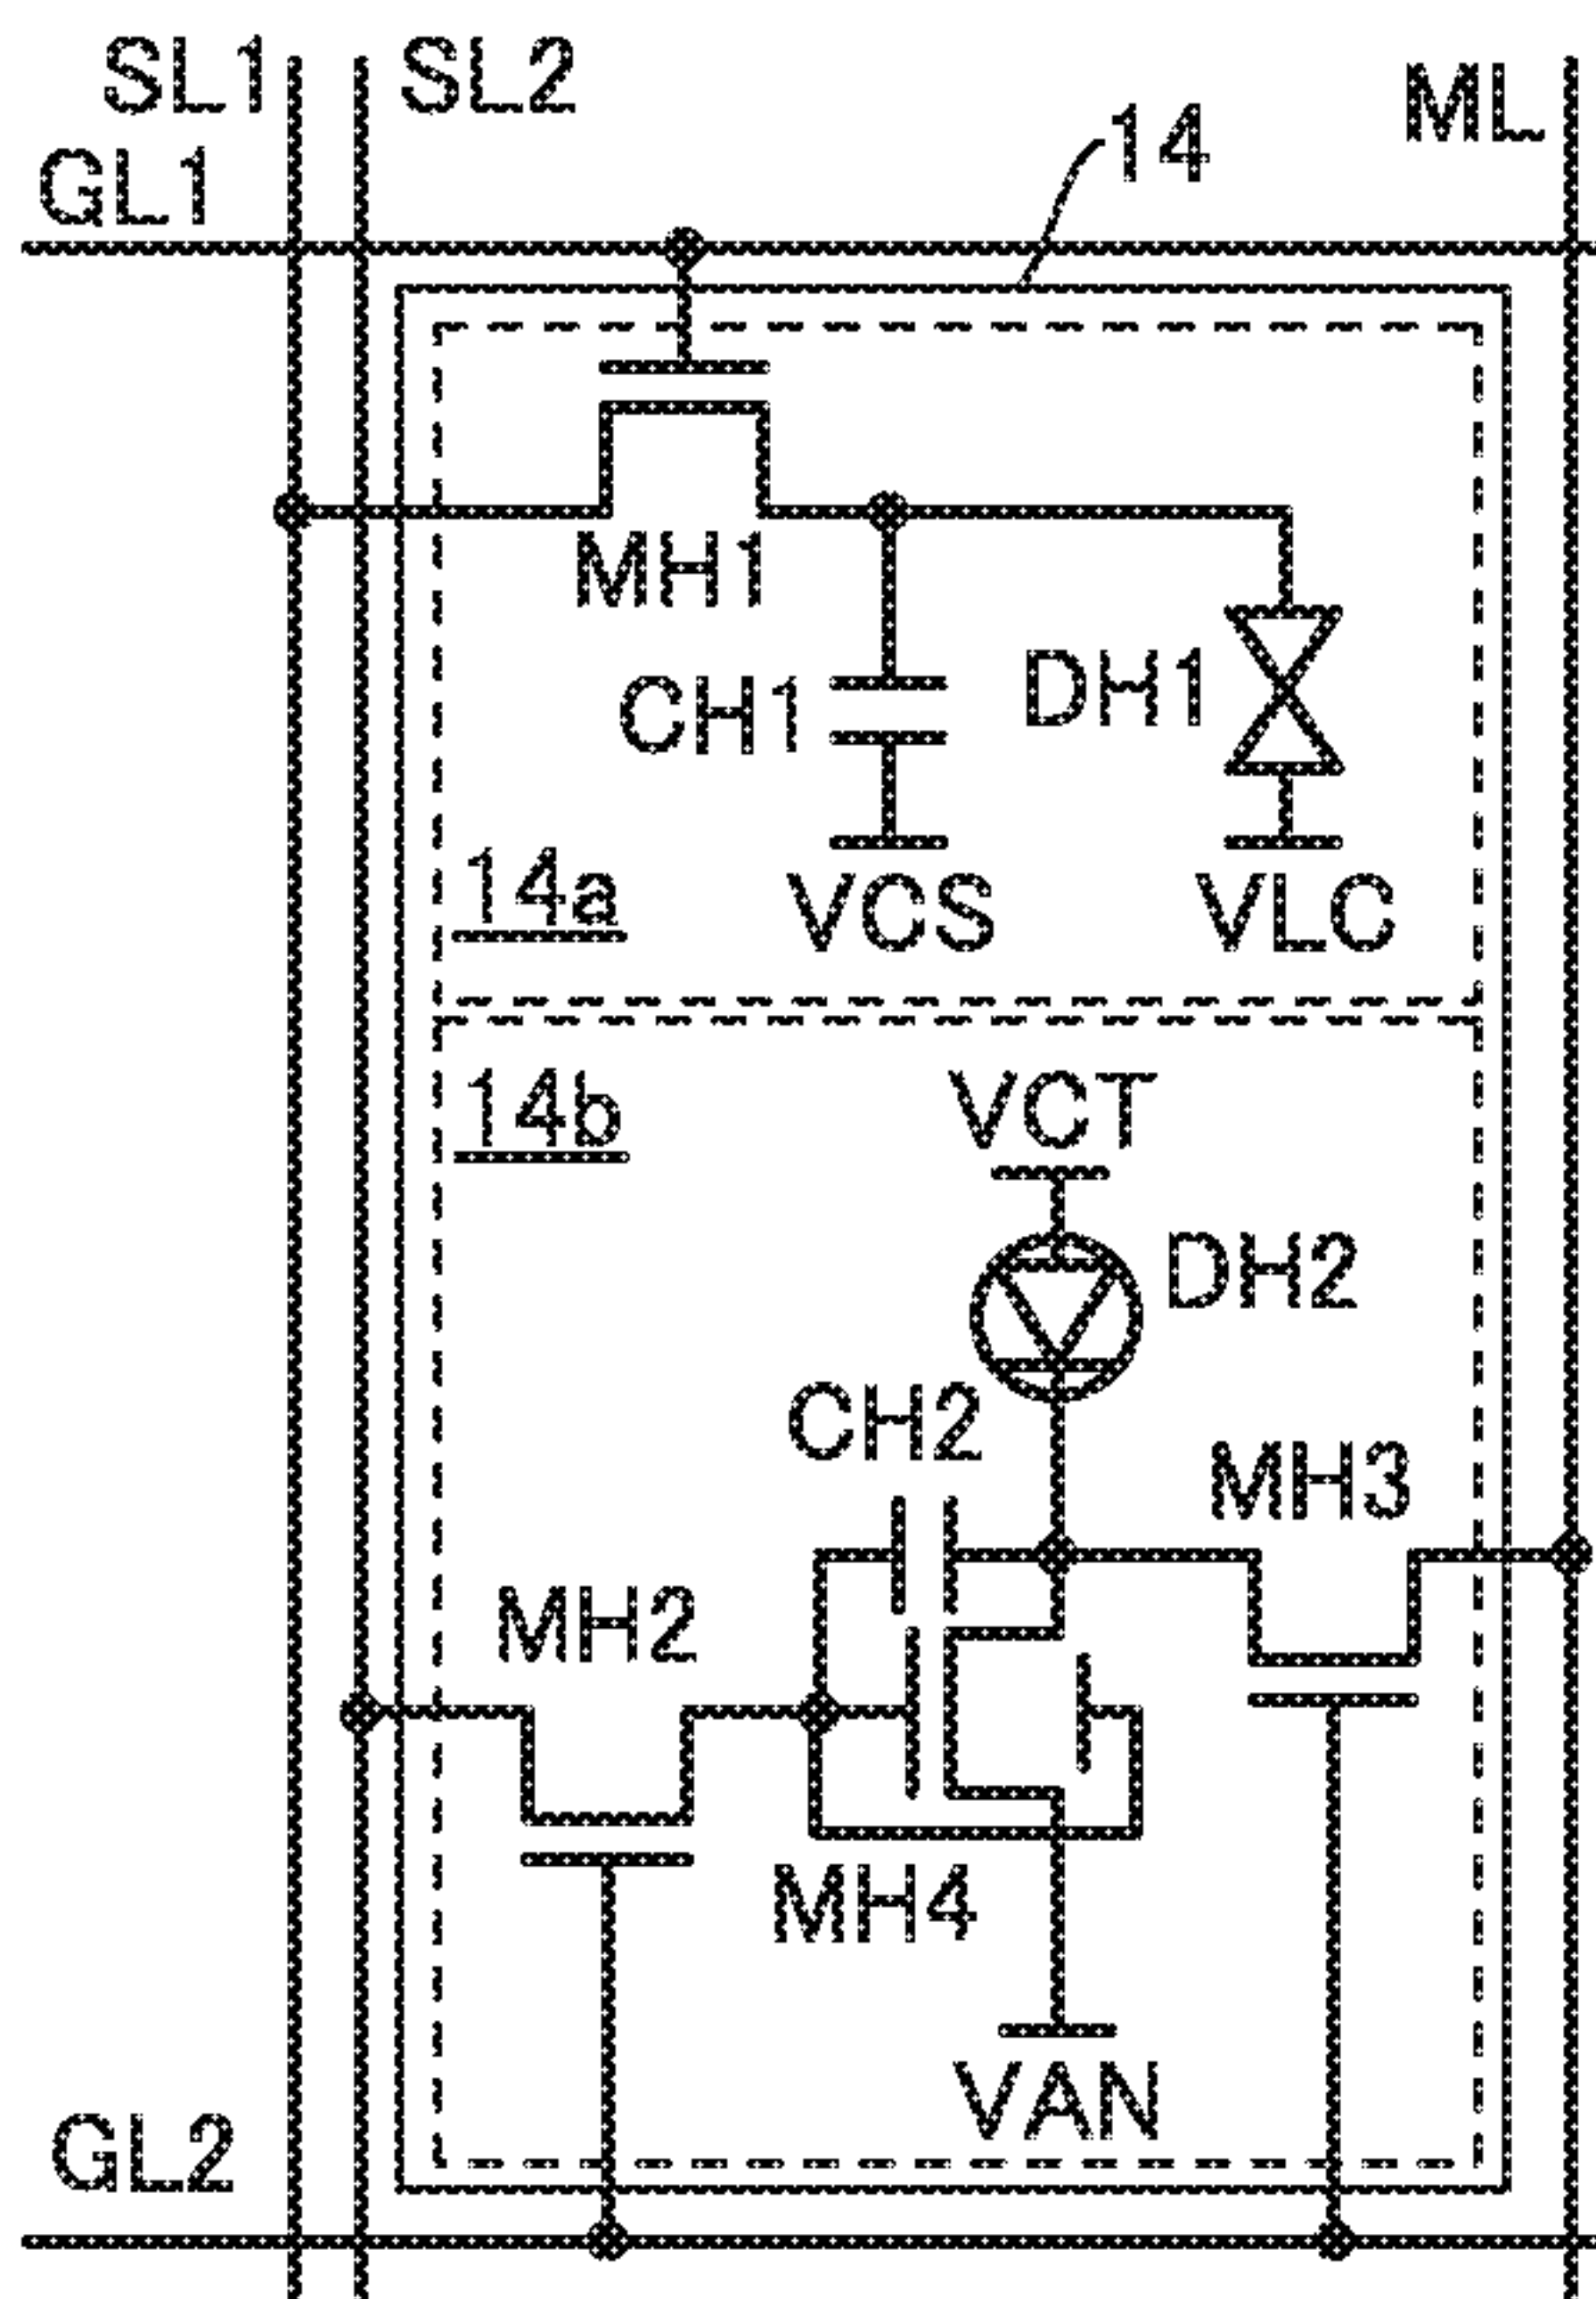 SL1 SL2 ML
GL1 14
MH1
CH1 DH1
14a VCS VLC
14b VCT
DH2
CH2
MH3
MH2
MH4
VAN
GL2